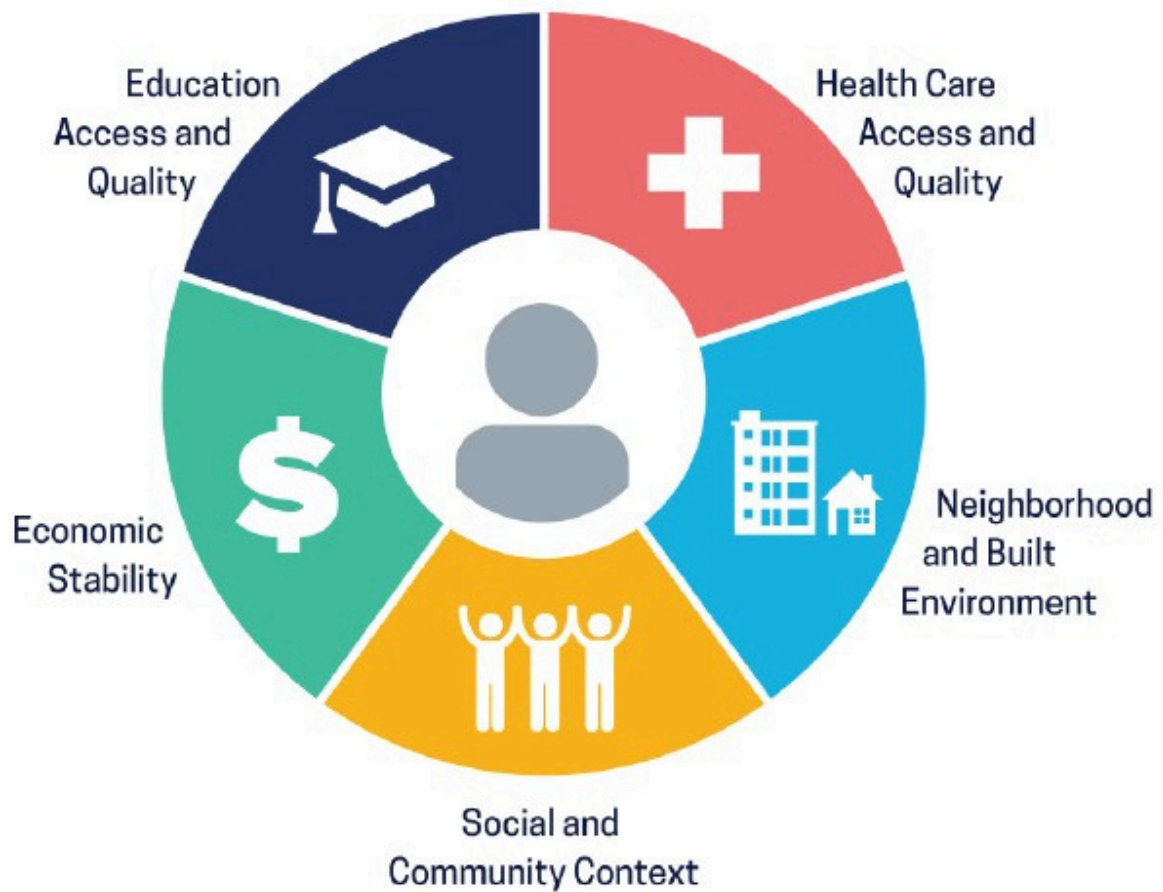 Education
Access and
Quality
Health Care
Access and
Quality
Economic
Stability
Neighborhood
and Built
Environment
Social and
Community Context